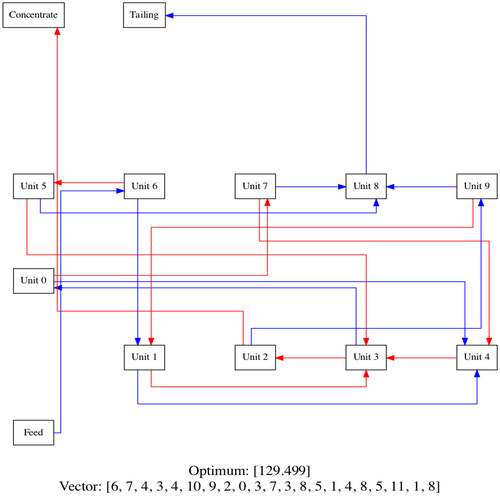 Concentrate
Tailing
Unit 5
Unit 6
Unit 7
Unit 8
Unit 9
Unit 0
Unit 1
Unit 2
Unit 3
Unit 4
Feed
Optimum: [129.499]
Vector: [6, 7, 4, 3, 4, 10, 9, 2, 0, 3, 7, 3, 8, 5, 1, 4, 8, 5, 11, 1, 8]